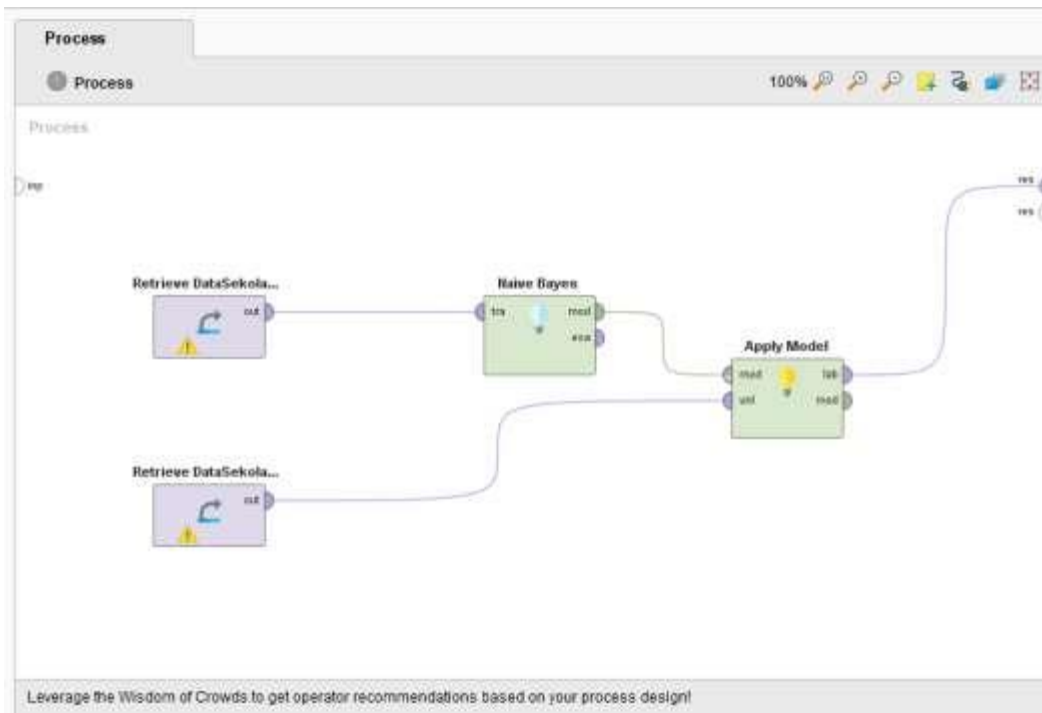 Process
Process
100%
Process
inp
res
res
Retrieve DataSekola...
out
Naive Bayes
tra
mod
exa
Apply Model
mod
lab
unl
mod
Retrieve DataSekola...
out
Leverage the Wisdom of Crowds to get operator recommendations based on your process design!